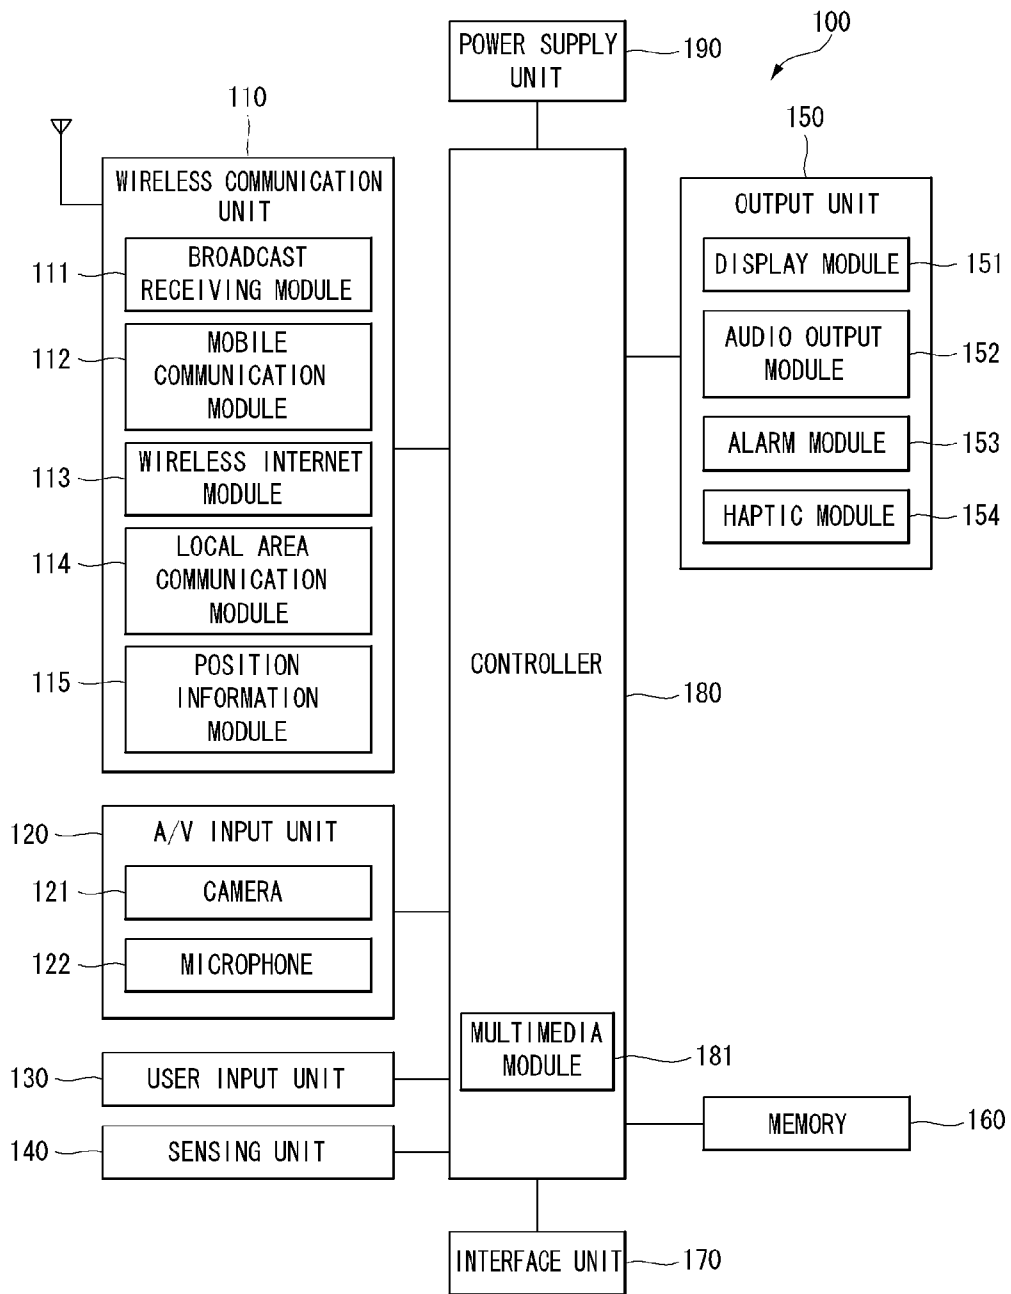 100
POWER SUPPLY
UNIT
190
110
WIRELESS COMMUNICATION
UNIT
111
BROADCAST
RECEIVING MODULE
112
MOBILE
COMMUNICATION
MODULE
113
WIRELESS INTERNET
MODULE
114
LOCAL AREA
COMMUNICATION
MODULE
115
POSITION
INFORMATION
MODULE
120
A/V INPUT UNIT
121
CAMERA
122
MICROPHONE
130
USER INPUT UNIT
140
SENSING UNIT
CONTROLLER
180
MULTIMEDIA
MODULE
181
150
OUTPUT UNIT
DISPLAY MODULE
151
AUDIO OUTPUT
MODULE
152
ALARM MODULE
153
HAPTIC MODULE
154
MEMORY
160
INTERFACE UNIT
170